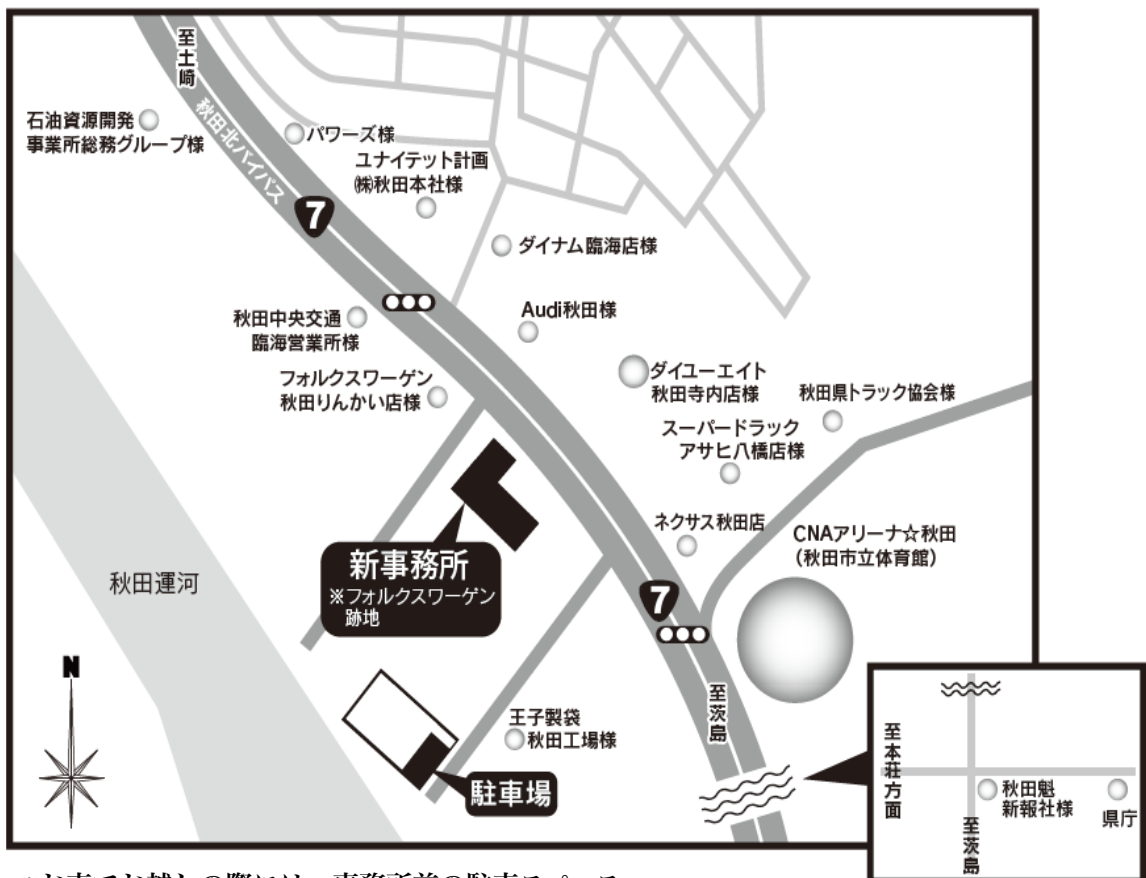 至土崎
秋田北バイパス
石油資源開発
事業所総務グループ様
パワーズ様
ユナイテット計画
㈱秋田本社様
7
ダイナム臨海店様
秋田中央交通
臨海営業所様
Audi秋田様
フォルクスワーゲン
秋田りんかい店様
ダイユーエイト
秋田寺内店様
秋田県トラック協会様
スーパードラック
アサヒ八橋店様
ネクサス秋田店
CNAアリーナ☆秋田
（秋田市立体育館）
新事務所
※フォルクスワーゲン
跡地
秋田運河
7
N
至茨島
王子製袋
秋田工場様
駐車場
至本荘方面
秋田魁
新報社様
県庁
至茨島